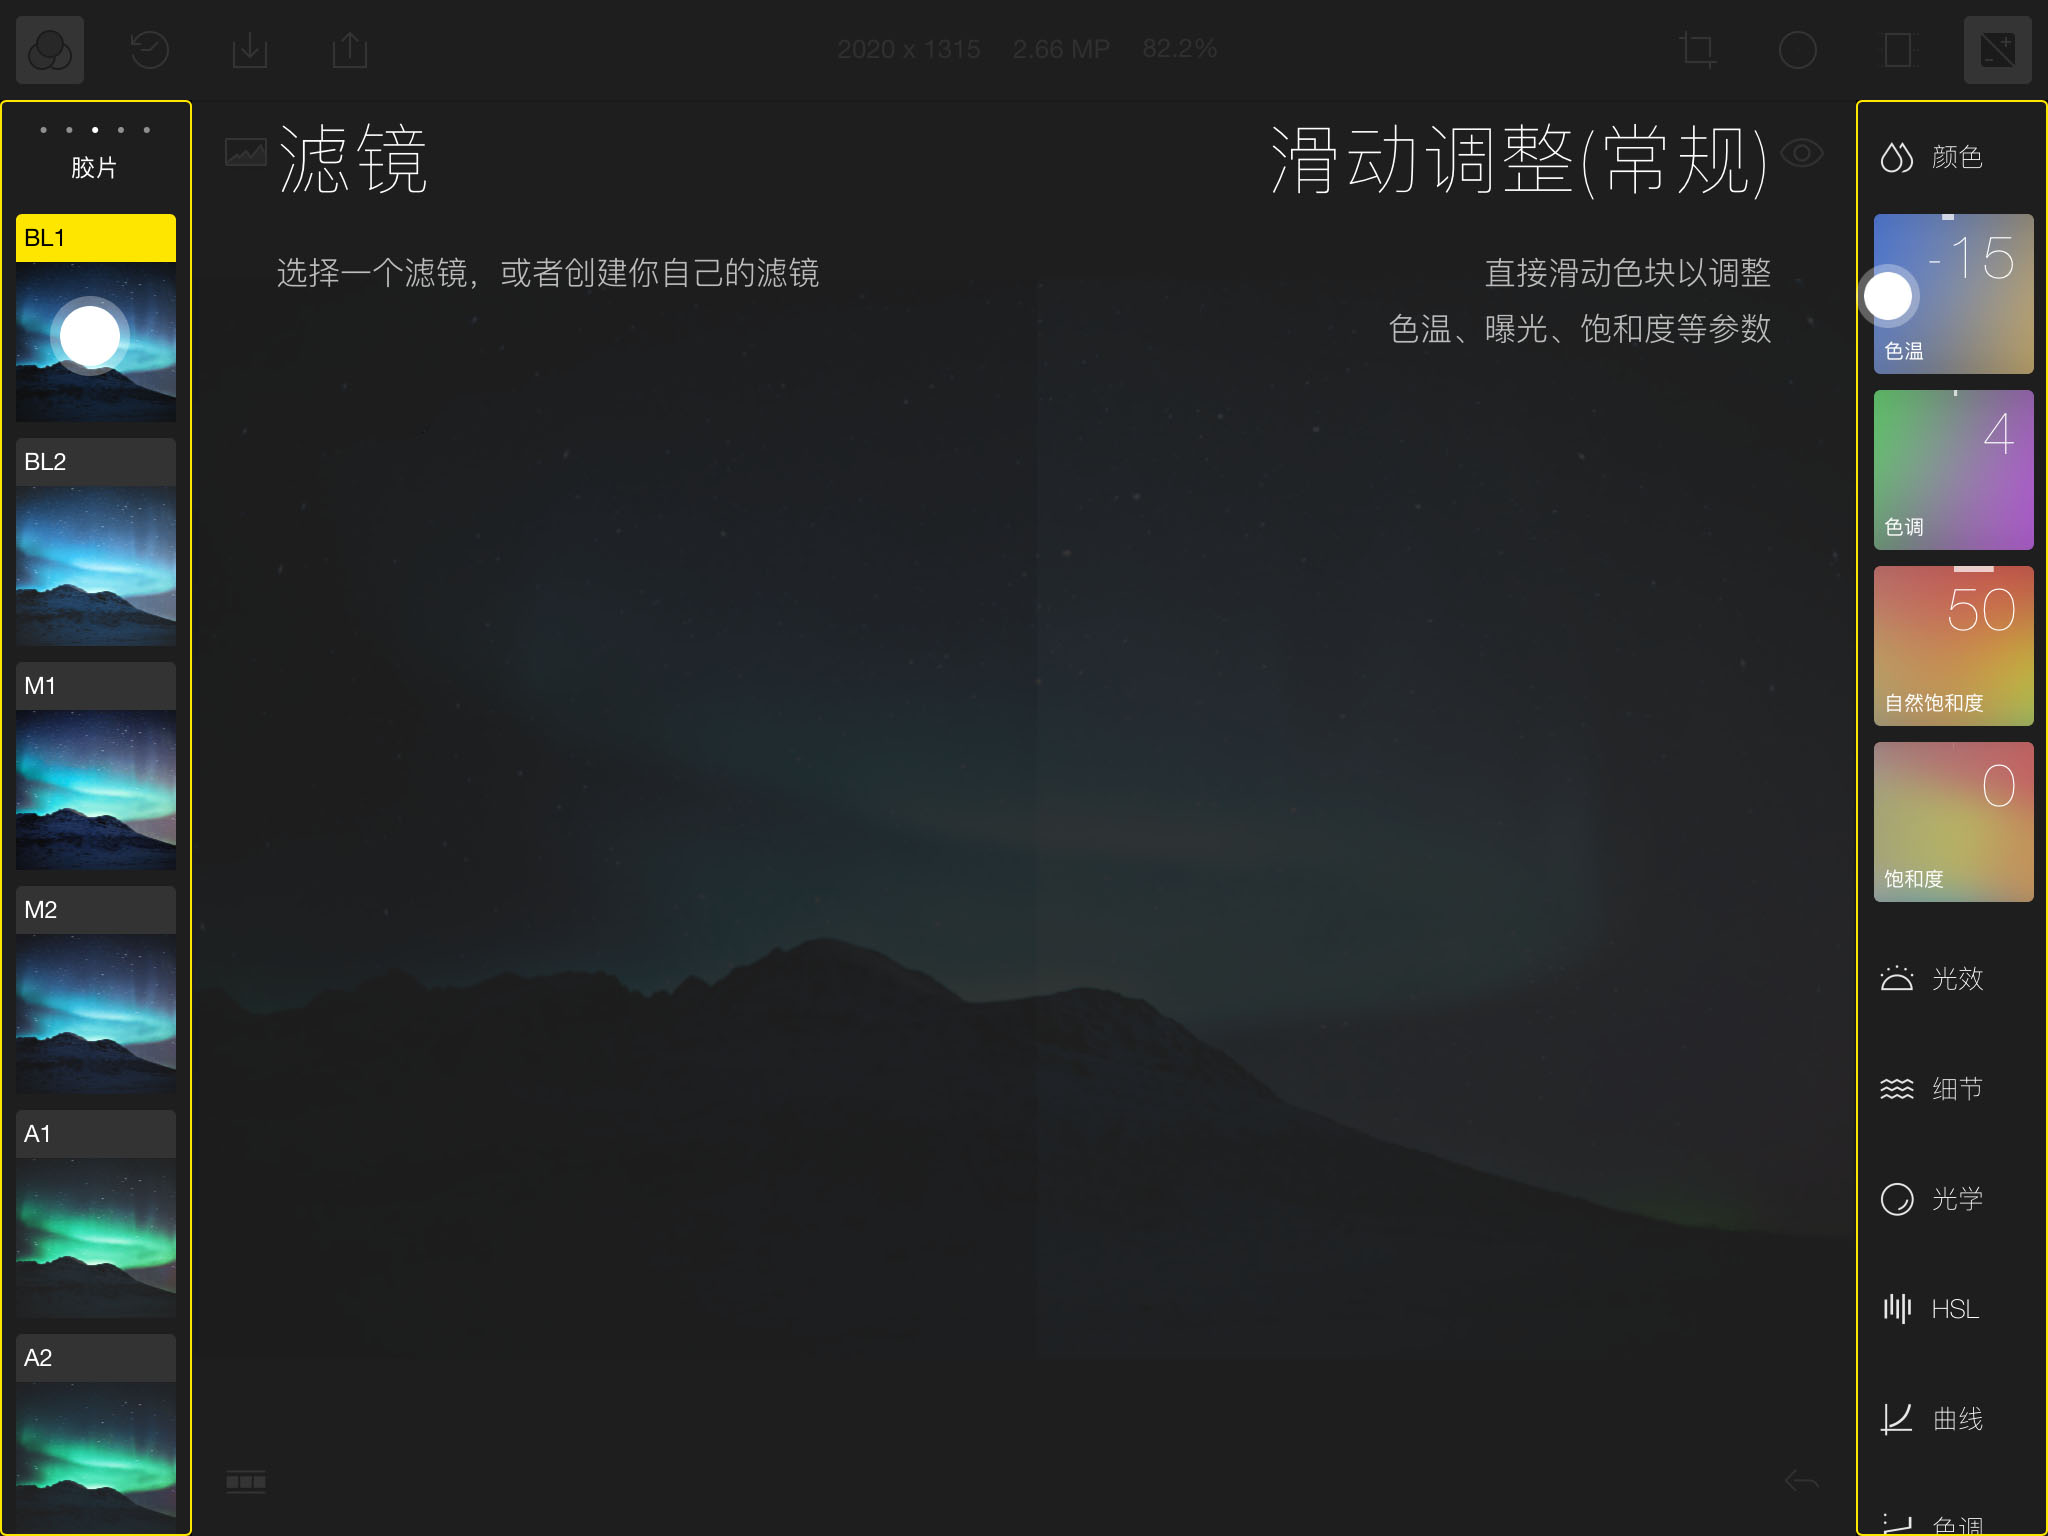 2020 x 1315 2.66 MP 82.2%
胶片
BL1
BL2
M1
M2
A1
A2
滤镜
选择一个滤镜，或者创建你自己的滤镜
滑动调整(常规)
直接滑动色块以调整
色温、曝光、饱和度等参数
颜色
-15
色温
4
色调
50
自然饱和度
0
饱和度
光效
细节
光学
HSL
曲线
色调